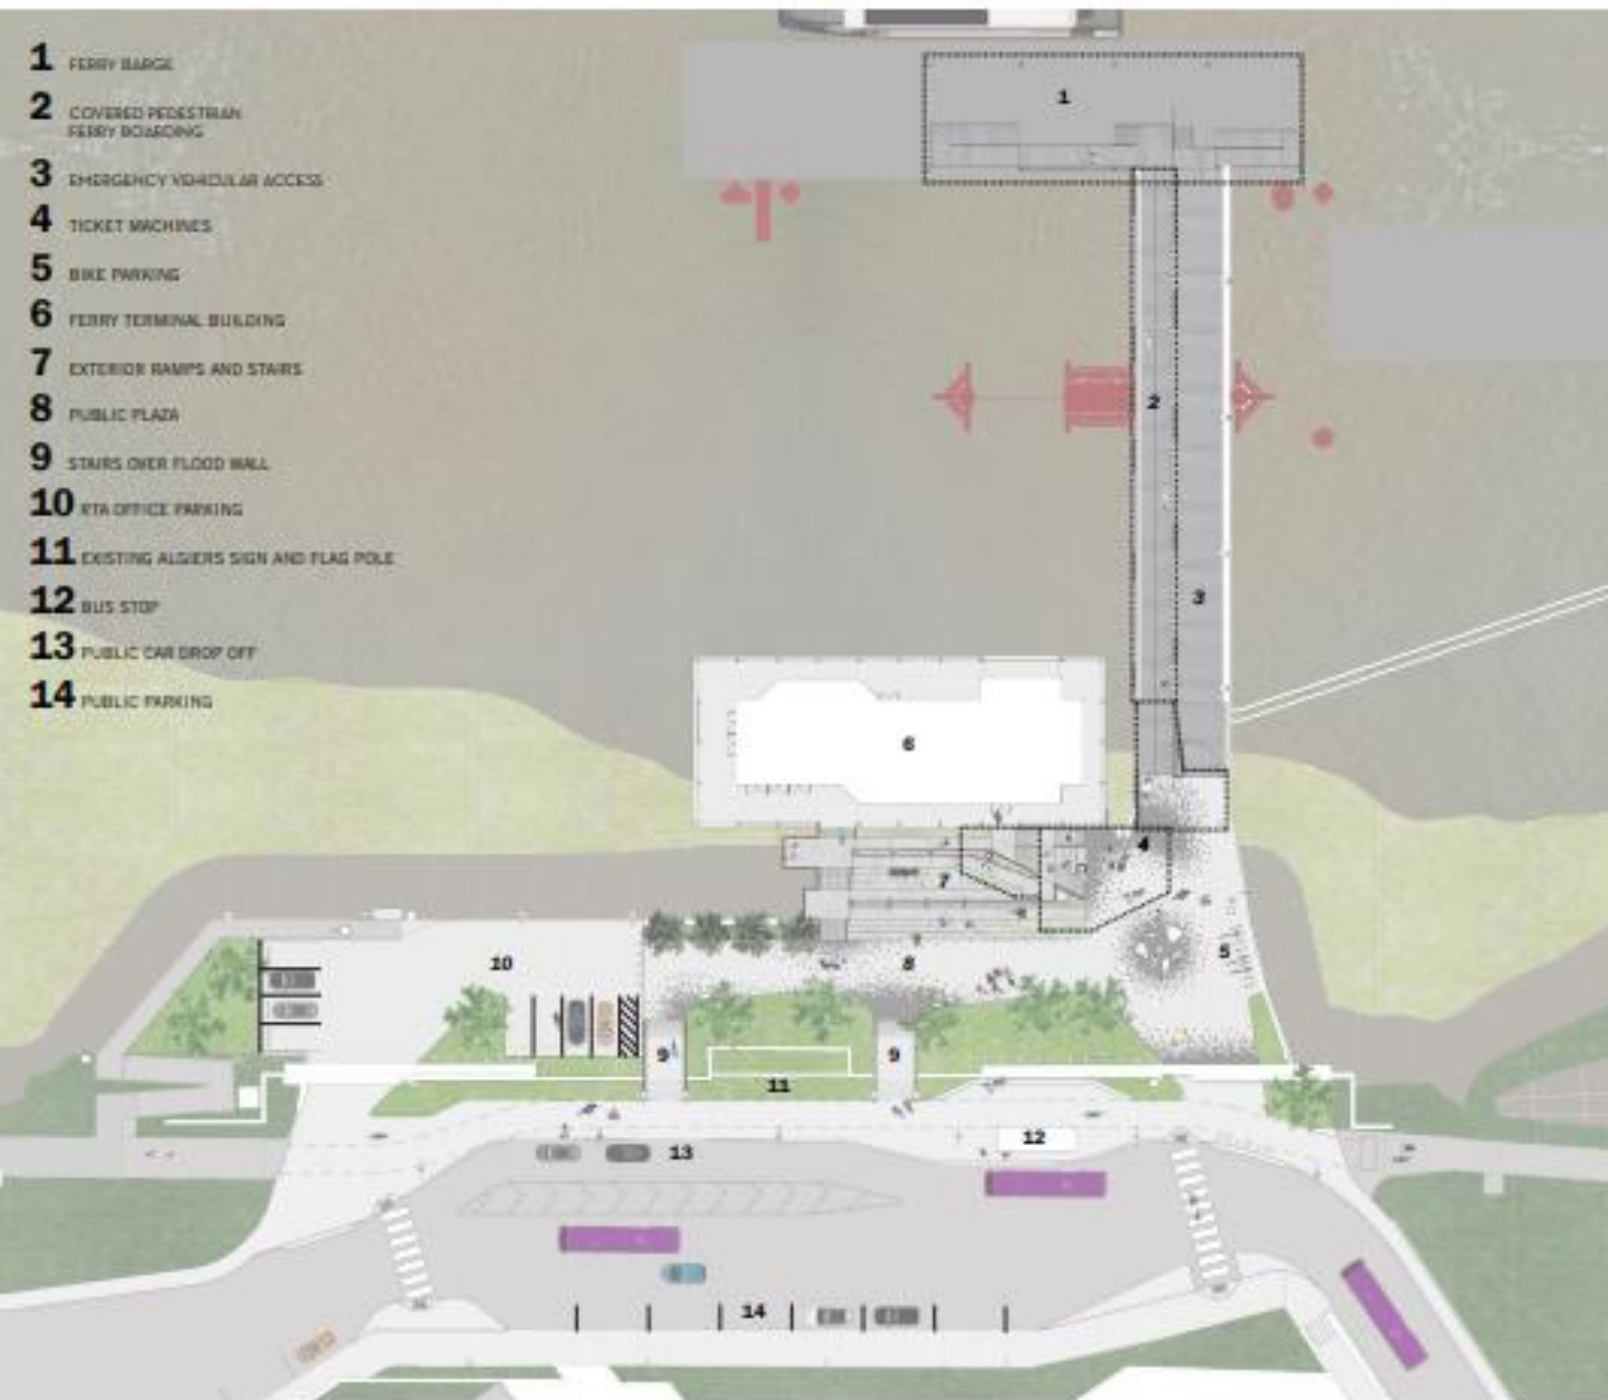 1 FERRY BARGE
2 COVERED PEDESTRIAN
FERRY BOARDING
3 EMERGENCY VEHICULAR ACCESS
4 TICKET MACHINES
5 BIKE PARKING
6 FERRY TERMINAL BUILDING
7 EXTERIOR RAMPS AND STAIRS
8 PUBLIC PLAZA
9 STAIRS OVER FLOOD WALL
10 RTA OFFICE PARKING
11 EXISTING ALGIERS SIGN AND FLAG POLE
12 BUS STOP
13 PUBLIC CAR DROP OFF
14 PUBLIC PARKING
1
2
3
6
4
7
5
10
8
9
9
11
12
13
14